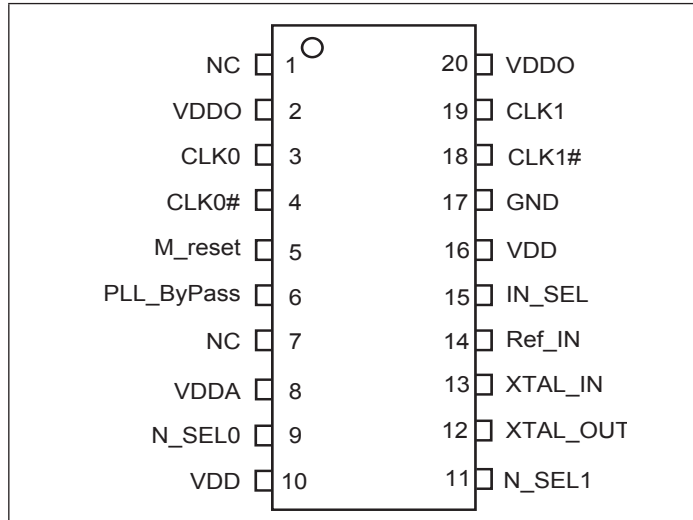 NC 1 20 VDDO
VDDO 2 19 CLK1
CLK0 3 18 CLK1#
CLK0# 4 17 GND
M_reset 5 16 VDD
PLL_ByPass 6 15 IN_SEL
NC 7 14 Ref_IN
VDDA 8 13 XTAL_IN
N_SEL0 9 12 XTAL_OUT
VDD 10 11 N_SEL1